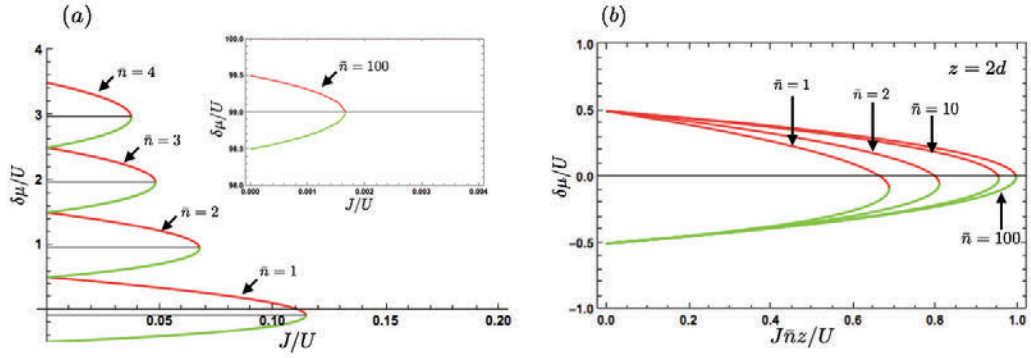 (a)
δμ/U
4
3
2
1
n̄ = 4
n̄ = 3
n̄ = 2
n̄ = 1
0.05
0.10
0.15
0.20
J/U
δμ/U
100.0
99.5
99.0
98.5
98.0
n̄ = 100
0.000
0.001
0.002
0.003
0.004
J/U
(b)
δμ/U
1.0
0.5
0.0
-0.5
-1.0
z = 2d
n̄ = 1
n̄ = 2
n̄ = 10
n̄ = 100
0.0
0.2
0.4
0.6
0.8
1.0
Jn̄z/U